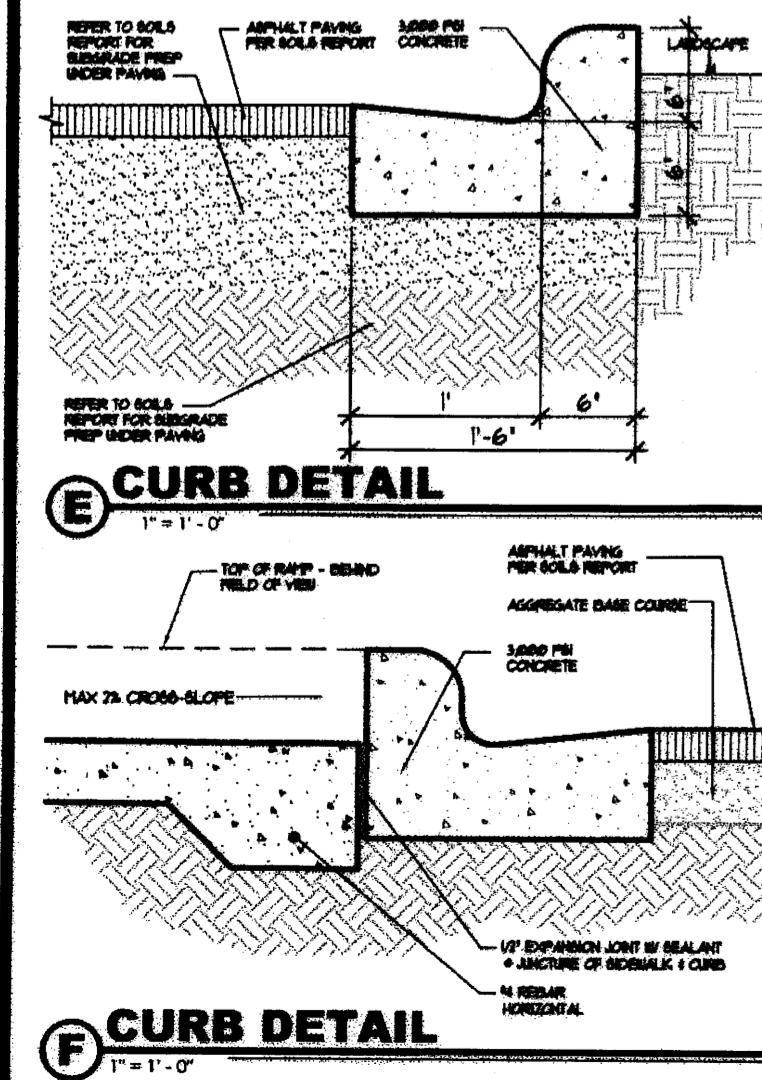 REFER TO SOILS
REPORT FOR
SUBGRADE PREP
UNDER PAVING
ASPHALT PAVING
PER SOILS REPORT
3,000 PSI
CONCRETE
LANDSCAPE
6"
6"
REFER TO SOILS
REPORT FOR SUBGRADE
PREP UNDER PAVING
1'
6"
1'-6"
E CURB DETAIL
1" = 1' - 0"
TOP OF RAMP - BEHIND
FIELD OF VIEW
ASPHALT PAVING
PER SOILS REPORT
AGGREGATE BASE COURSE
3,000 PSI
CONCRETE
MAX 2% CROSS-SLOPE
1/2" EXPANSION JOINT W/ SEALANT
@ JUNCTURE OF SIDEWALK & CURB
#4 REBAR
HORIZONTAL
F CURB DETAIL
1" = 1' - 0"